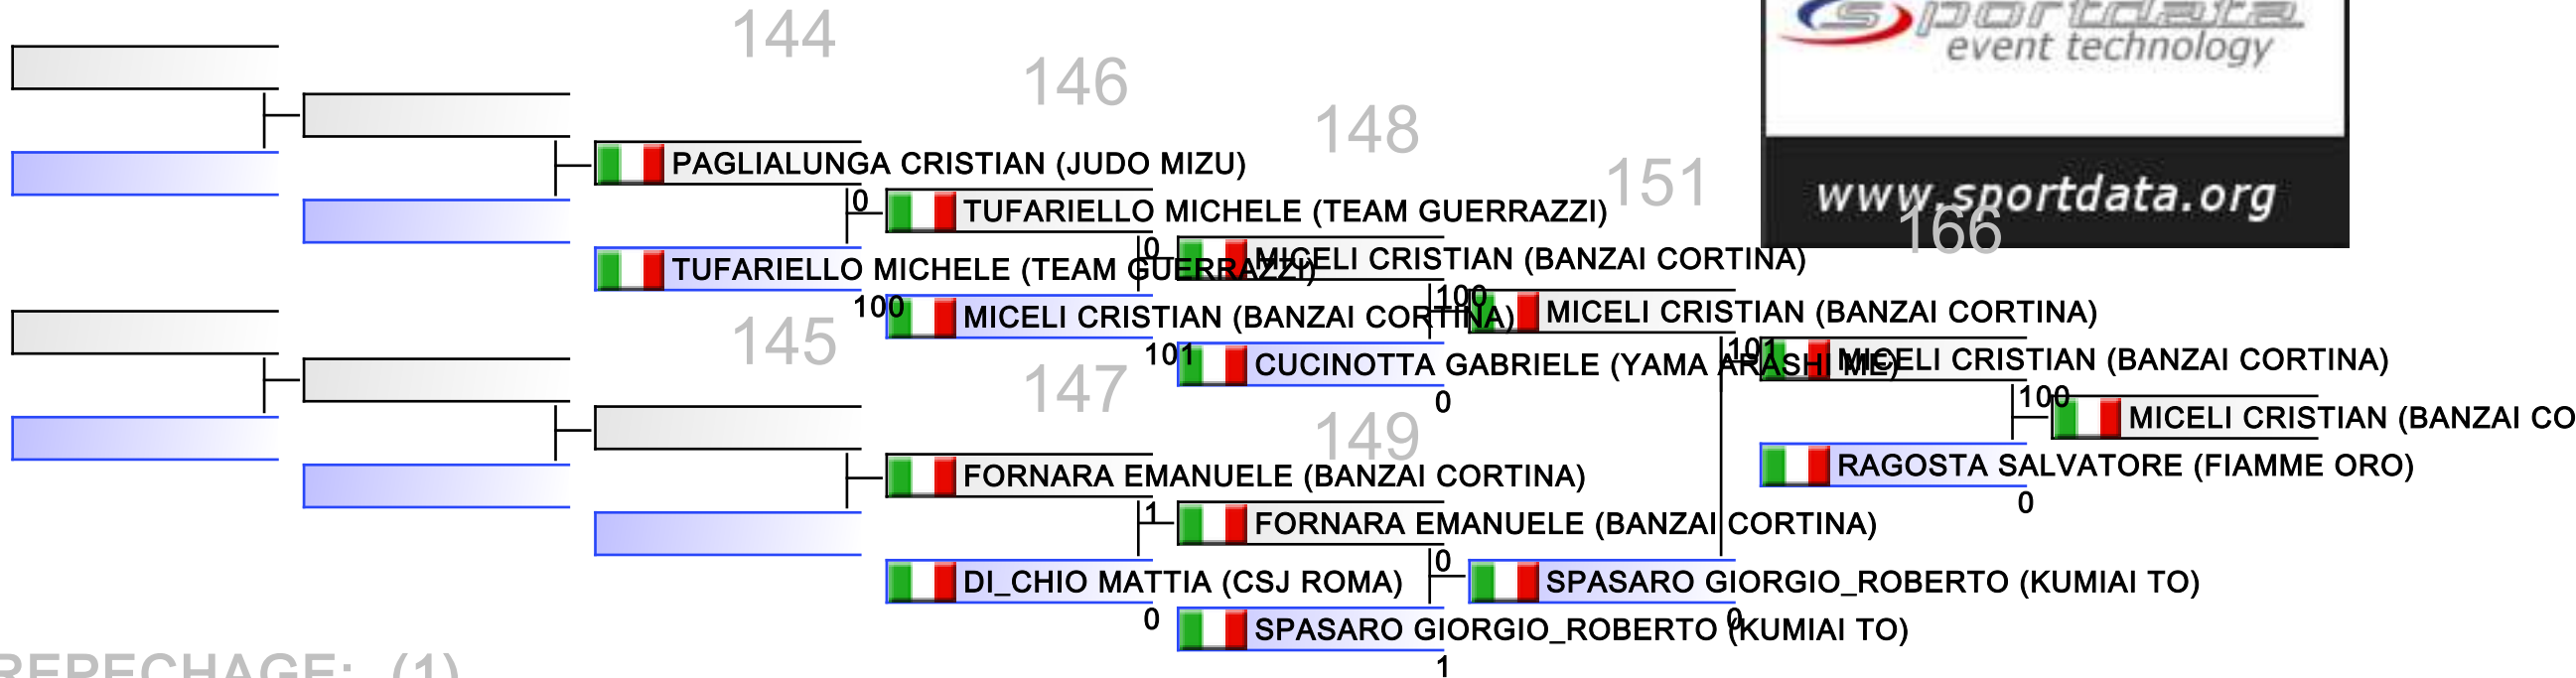 144
sportdata
event technology
146
148
PAGLIALUNGA CRISTIAN (JUDO MIZU)
151
www.sportdata.org
0
TUFARIELLO MICHELE (TEAM GUERRAZZI)
166
0
MICELI CRISTIAN (BANZAI CORTINA)
TUFARIELLO MICHELE (TEAM GUERRAZZI)
100
100
MICELI CRISTIAN (BANZAI CORTINA)
MICELI CRISTIAN (BANZAI CORTINA)
145
101
101
MICELI CRISTIAN (BANZAI CORTINA)
CUCINOTTA GABRIELE (YAMA ARASHI ME)
147
0
100
MICELI CRISTIAN (BANZAI CO
149
RAGOSTA SALVATORE (FIAMME ORO)
0
FORNARA EMANUELE (BANZAI CORTINA)
1
FORNARA EMANUELE (BANZAI CORTINA)
0
DI_CHIO MATTIA (CSJ ROMA)
SPASARO GIORGIO_ROBERTO (KUMIAI TO)
0
0
SPASARO GIORGIO_ROBERTO (KUMIAI TO)
1
REPECHAGE: (1)